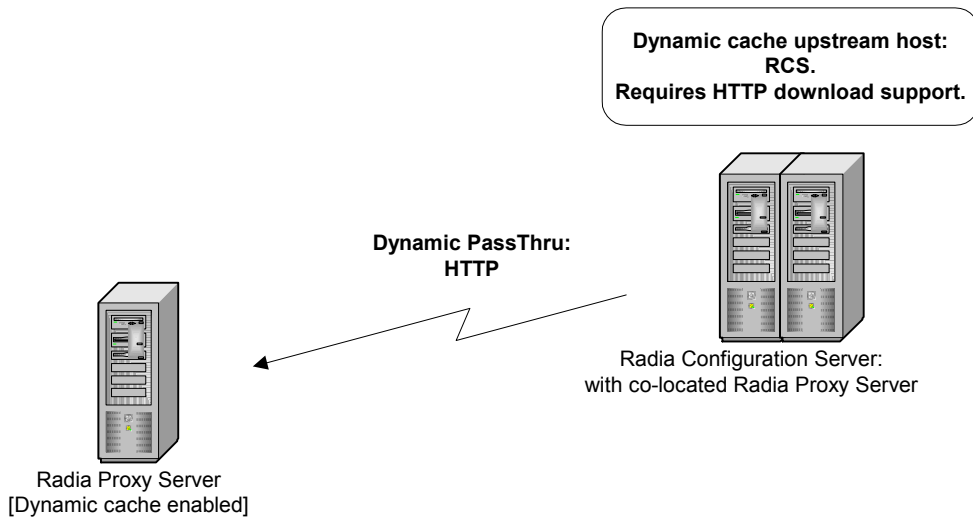 Dynamic cache upstream host:
RCS.
Requires HTTP download support.
Dynamic PassThru:
HTTP
Radia Configuration Server:
with co-located Radia Proxy Server
Radia Proxy Server
[Dynamic cache enabled]